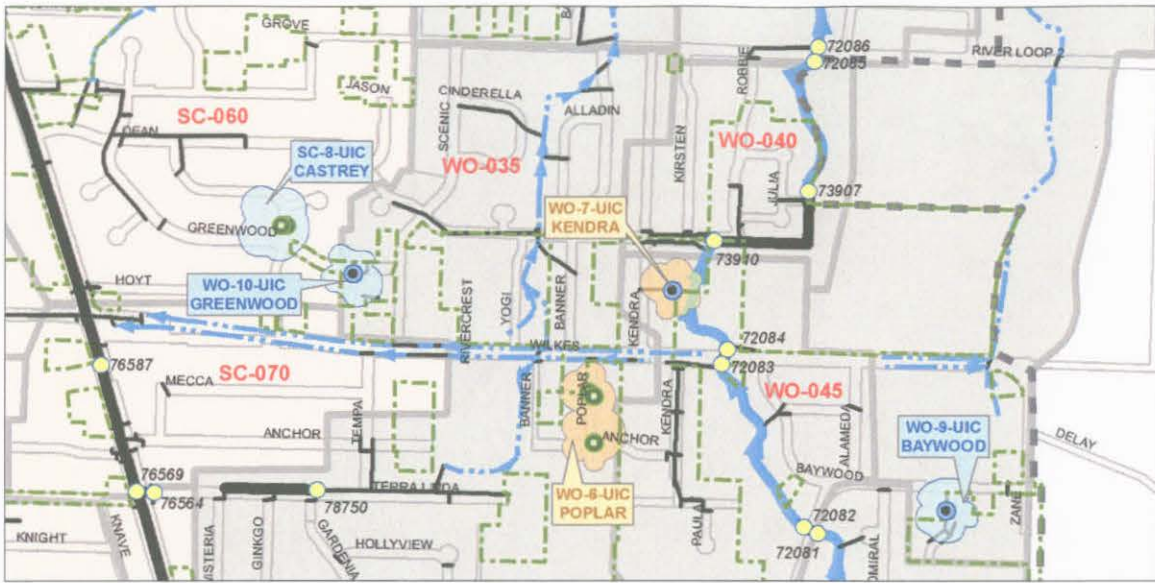 GROVE
72086
72085
RIVER LOOP 2
ROBBIE
JASON
CINDERELLA
ALLADIN
SC-060
DEAN
SCENIC
KIRSTEN
WO-040
SC-8-UIC
CASTREY
WO-035
JULIA
73907
WO-7-UIC
KENDRA
GREENWOOD
73910
WO-10-UIC
GREENWOOD
HOYT
RIVERCREST
YOGI
BANNER
KENDRA
WILKES
72084
72083
76587
MECCA
SC-070
WO-045
TEMPA
BANNER
POPLAR
KENDRA
ANCHOR
ANCHOR
ALAMEDA
WO-9-UIC
BAYWOOD
DELAY
BAYWOOD
76569
76564
TERRA LINDA
78750
WO-6-UIC
POPLAR
ZANE
KNIGHT
KNAVE
WISTERIA
GINKGO
GARDENIA
HOLLYVIEW
PAULA
72082
72081